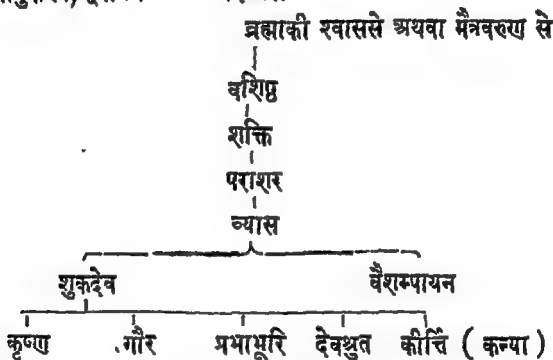 ब्रह्माकी श्वाससे अथवा मैत्रवरुण से
वशिष्ठ
शक्ति
पराशर
व्यास
शुकदेव वैशम्पायन
कृष्ण .गौर प्रभाभूरि देवश्रुत कीर्त्ति ( कन्या )